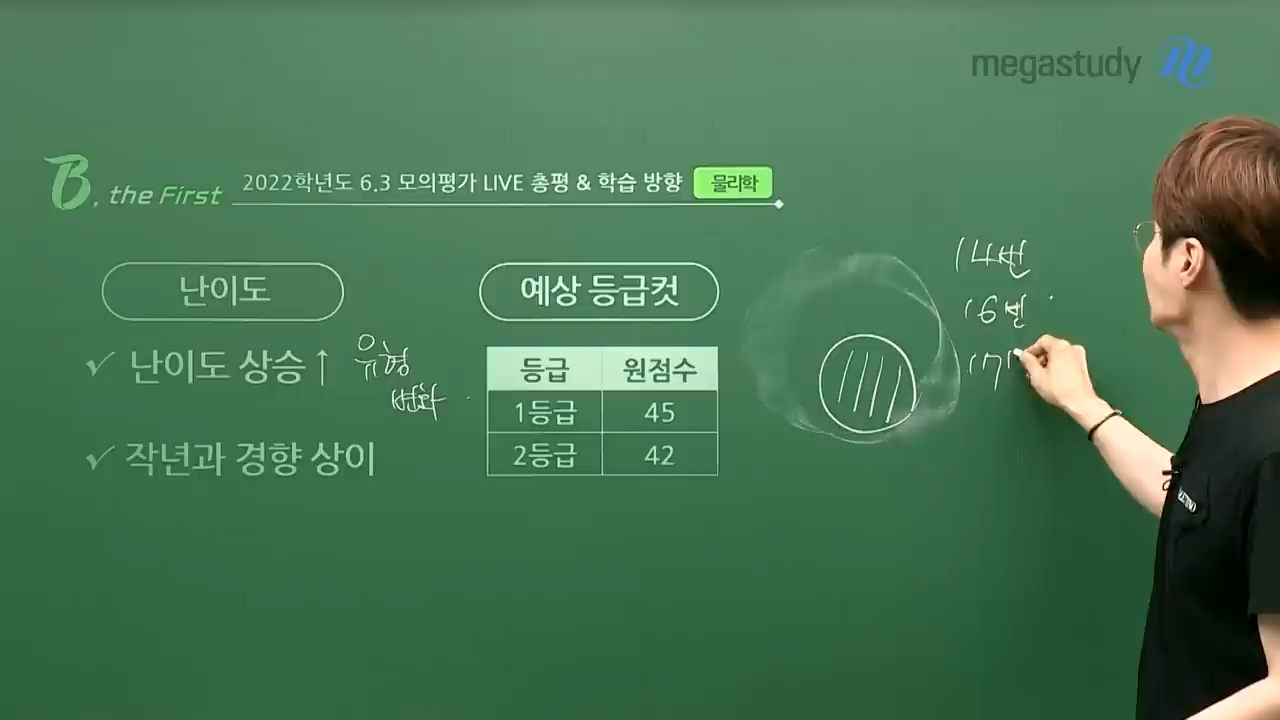 megastudy
B. the First
2022학년도 6.3 모의평가 LIVE 총평 & 학습 방향 물리학
난이도
예상 등급컷
난이도 상승↑
유형
변화
작년과 경향 상이
등급 원점수
1등급 45
2등급 42
14번
16번
17